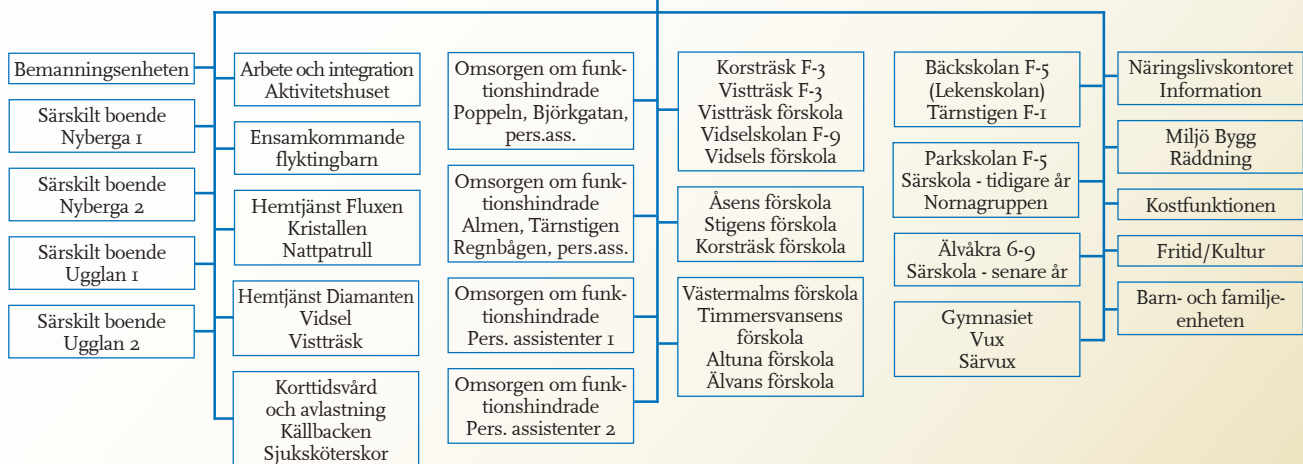 Bemanningsenheten
Särskilt boende
Nyberga 1
Särskilt boende
Nyberga 2
Särskilt boende
Ugglan 1
Särskilt boende
Ugglan 2
Arbete och integration
Aktivitetshuset
Ensamkommande
flyktingbarn
Hemtjänst Fluxen
Kristallen
Nattpatrull
Hemtjänst Diamanten
Vidsel
Vistträsk
Korttidsvård
och avlastning
Källbacken
Sjuksköterskor
Omsorgen om funk-
tionshindrade
Poppeln, Björkgatan,
pers.ass.
Omsorgen om funk-
tionshindrade
Almen, Tärnstigen
Regnbågen, pers.ass.
Omsorgen om funk-
tionshindrade
Pers. assistenter 1
Omsorgen om funk-
tionshindrade
Pers. assistenter 2
Korsträsk F-3
Vistträsk F-3
Vistträsk förskola
Vidselskolan F-9
Vidsels förskola
Åsens förskola
Stigens förskola
Korsträsk förskola
Västermalms förskola
Timmersvansens
förskola
Altuna förskola
Älvans förskola
Bäckskolan F-5
(Lekenskolan)
Tärnstigen F-1
Parkskolan F-5
Särskola - tidigare år
Nornagruppen
Älvåkra 6-9
Särskola - senare år
Gymnasiet
Vux
Särvux
Näringslivskontoret
Information
Miljö Bygg
Räddning
Kostfunktionen
Fritid/Kultur
Barn- och familje-
enheten